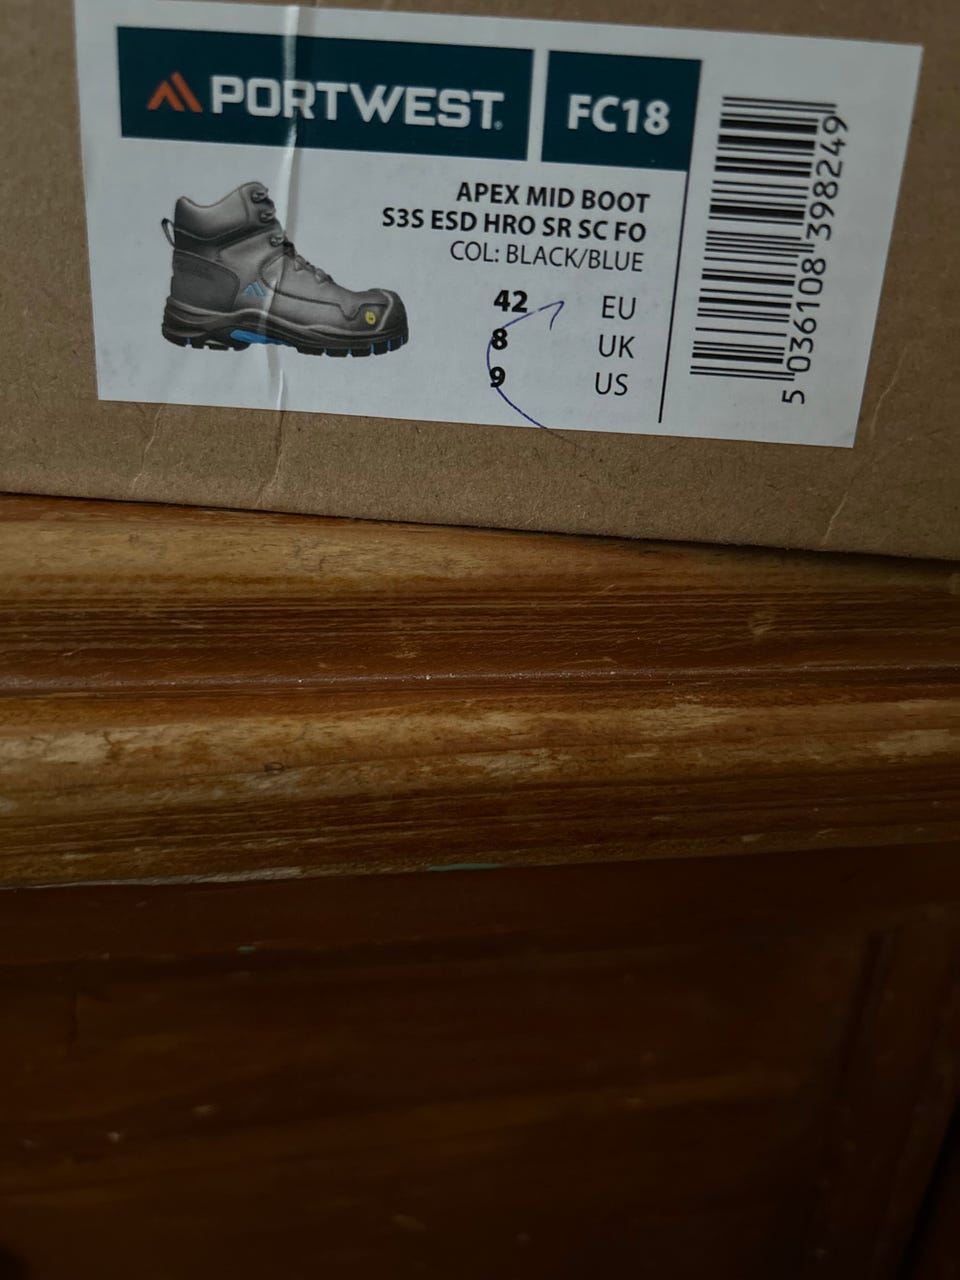 PORTWEST.
FC18
APEX MID BOOT
S3S ESD HRO SR SC FO
COL: BLACK/BLUE
42 EU
8 UK
9 US
5 036108 398249